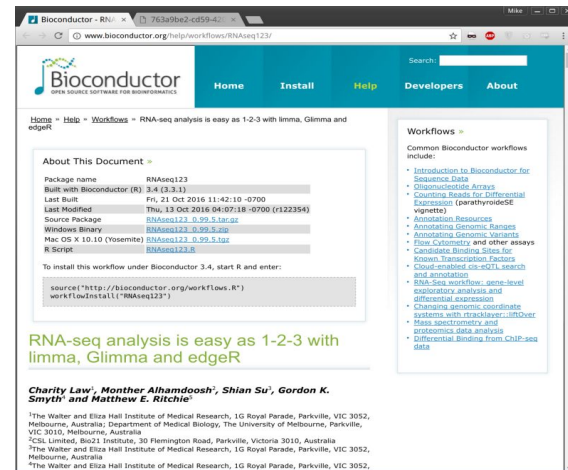 Mike
Bioconductor - RNA
763a9be2-cd59-42
www.bioconductor.org/help/workflows/RNAseq123/
Bioconductor
OPEN SOURCE SOFTWARE FOR BIOINFORMATICS
Search:
Home Install Help Developers About
Home » Help » Workflows » RNA-seq analysis is easy as 1-2-3 with limma, Glimma and
edgeR
About This Document »
Package name RNAseq123
Built with Bioconductor (R) 3.4 (3.3.1)
Last Built Fri, 21 Oct 2016 11:42:10 -0700
Last Modified Thu, 13 Oct 2016 04:07:18 -0700 (r122354)
Source Package RNAseq123_0.99.5.tar.gz
Windows Binary RNAseq123_0.99.5.zip
Mac OS X 10.10 (Yosemite) RNAseq123_0.99.5.tgz
R Script RNAseq123.R
To install this workflow under Bioconductor 3.4, start R and enter:
source("http://bioconductor.org/workflows.R")
workflowInstall("RNAseq123")
RNA-seq analysis is easy as 1-2-3 with
limma, Glimma and edgeR
Charity Law1, Monther Alhamdoosh2, Shian Su3, Gordon K.
Smyth4 and Matthew E. Ritchie5
1The Walter and Eliza Hall Institute of Medical Research, 1G Royal Parade, Parkville, VIC 3052,
Melbourne, Australia; Department of Medical Biology, The University of Melbourne, Parkville,
VIC 3010, Melbourne, Australia
2CSL Limited, Bio21 Institute, 30 Flemington Road, Parkville, Victoria 3010, Australia
3The Walter and Eliza Hall Institute of Medical Research, 1G Royal Parade, Parkville, VIC 3052,
Melbourne, Australia
4The Walter and Eliza Hall Institute of Medical Research, 1G Royal Parade, Parkville, VIC 3052,
Workflows »
Common Bioconductor workflows
include:
Introduction to Bioconductor for
Sequence Data
Oligonucleotide Arrays
Counting Reads for Differential
Expression (parathyroideSE
vignette)
Annotation Resources
Annotating Genomic Ranges
Annotating Genomic Variants
Flow Cytometry and other assays
Candidate Binding Sites for
Known Transcription Factors
Cloud-enabled cis-eQTL search
and annotation
RNA-Seq workflow: gene-level
exploratory analysis and
differential expression
Changing genomic coordinate
systems with rtracklayer::liftOver
Mass spectrometry and
proteomics data analysis
Differential Binding from ChIP-seq
data